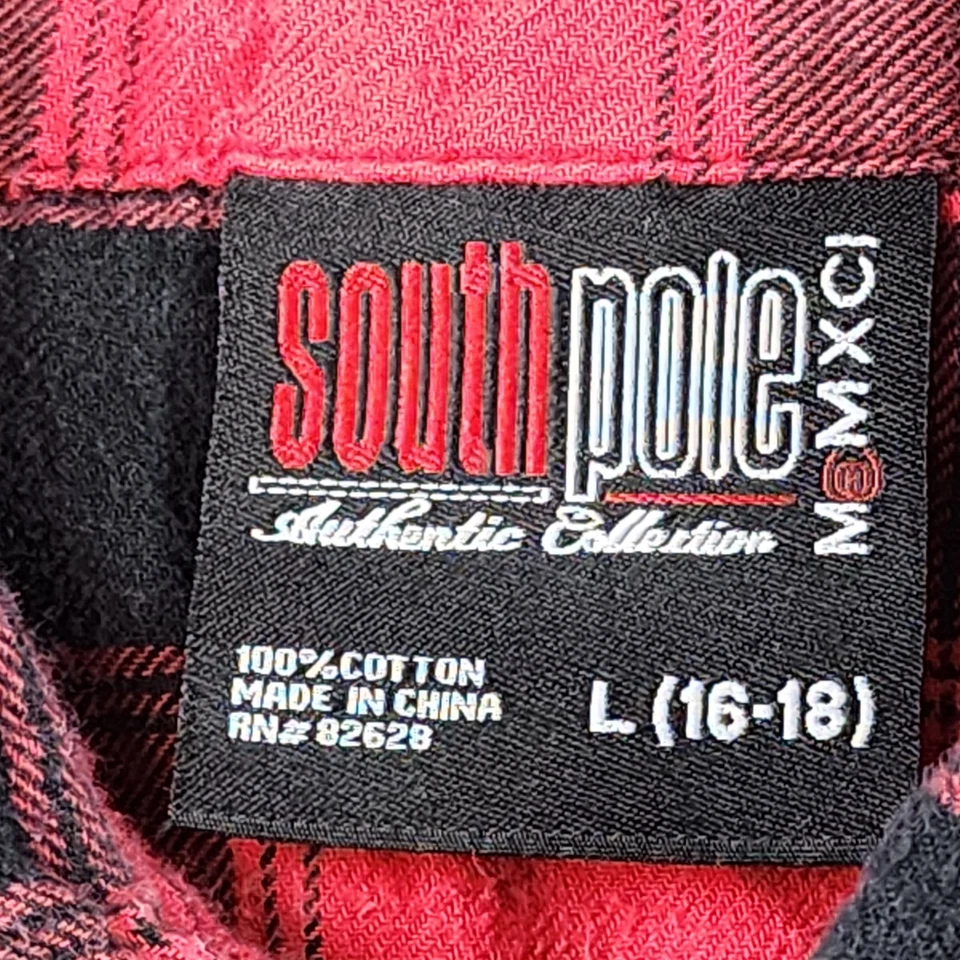 south pole
Authentic Collection
MCMXCI
100% COTTON
MADE IN CHINA
RN# 82628
L (16-18)